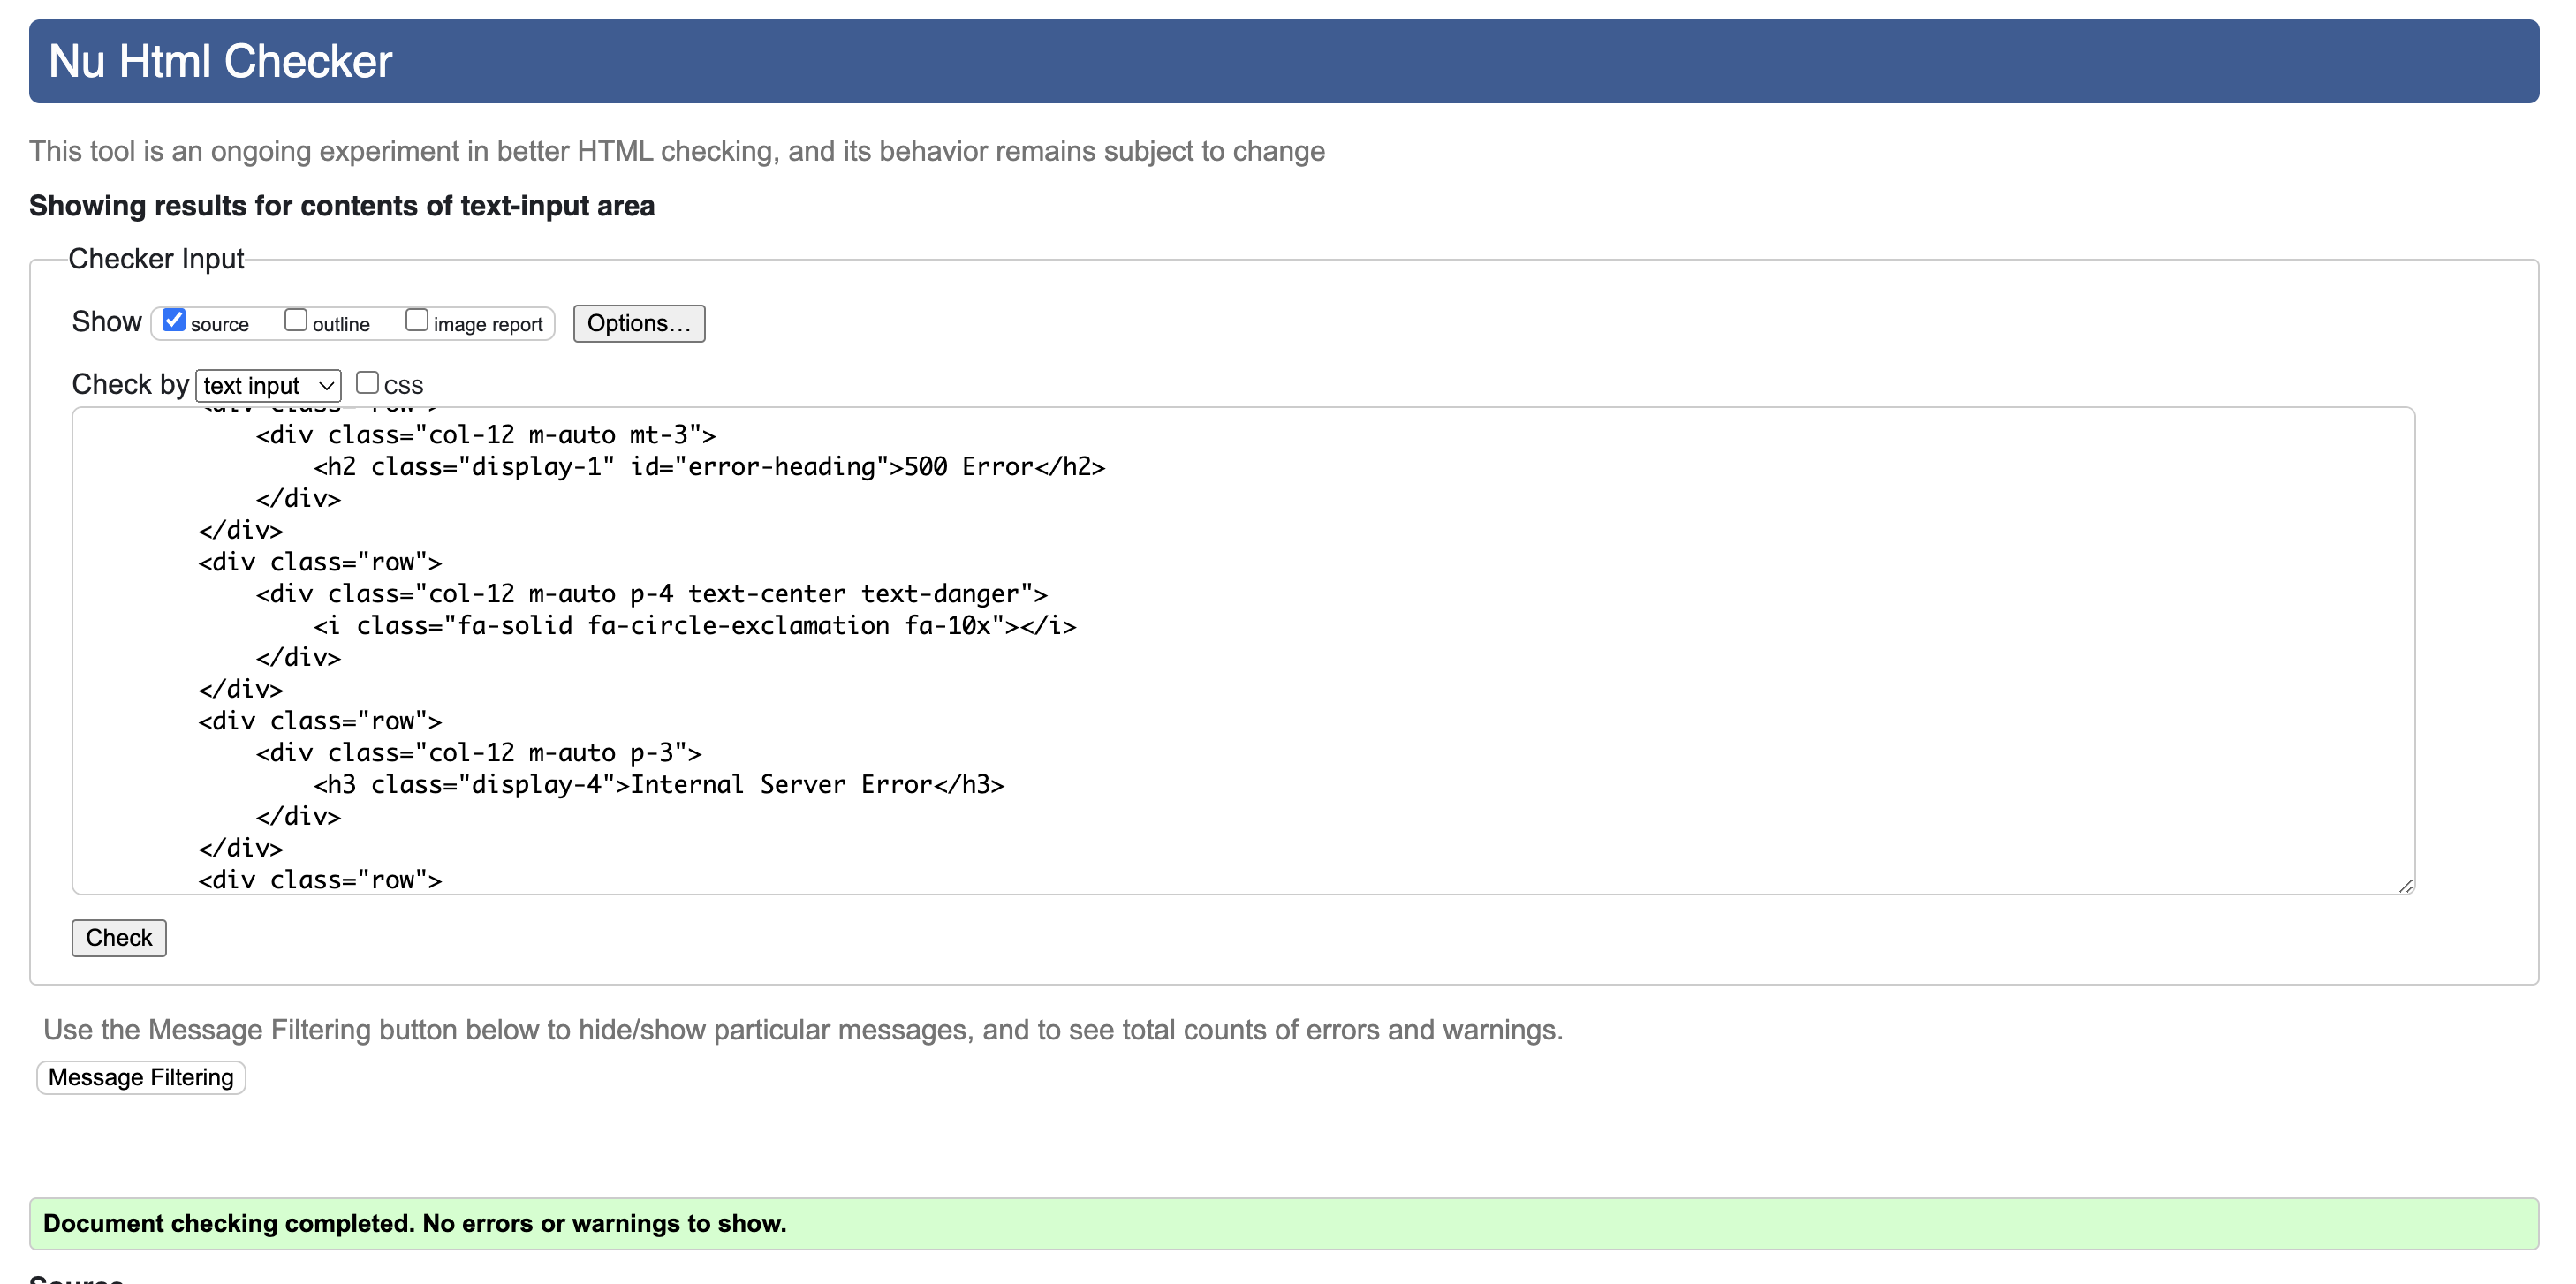 Nu Html Checker
This tool is an ongoing experiment in better HTML checking, and its behavior remains subject to change
Showing results for contents of text-input area
Checker Input
Show source outline image report Options...
Check by text input CSS
<div class="row">
<div class="col-12 m-auto mt-3">
<h2 class="display-1" id="error-heading">500 Error</h2>
</div>
</div>
<div class="row">
<div class="col-12 m-auto p-4 text-center text-danger">
<i class="fa-solid fa-circle-exclamation fa-10x"></i>
</div>
</div>
<div class="row">
<div class="col-12 m-auto p-3">
<h3 class="display-4">Internal Server Error</h3>
</div>
</div>
<div class="row">
Check
Use the Message Filtering button below to hide/show particular messages, and to see total counts of errors and warnings.
Message Filtering
Document checking completed. No errors or warnings to show.
Source